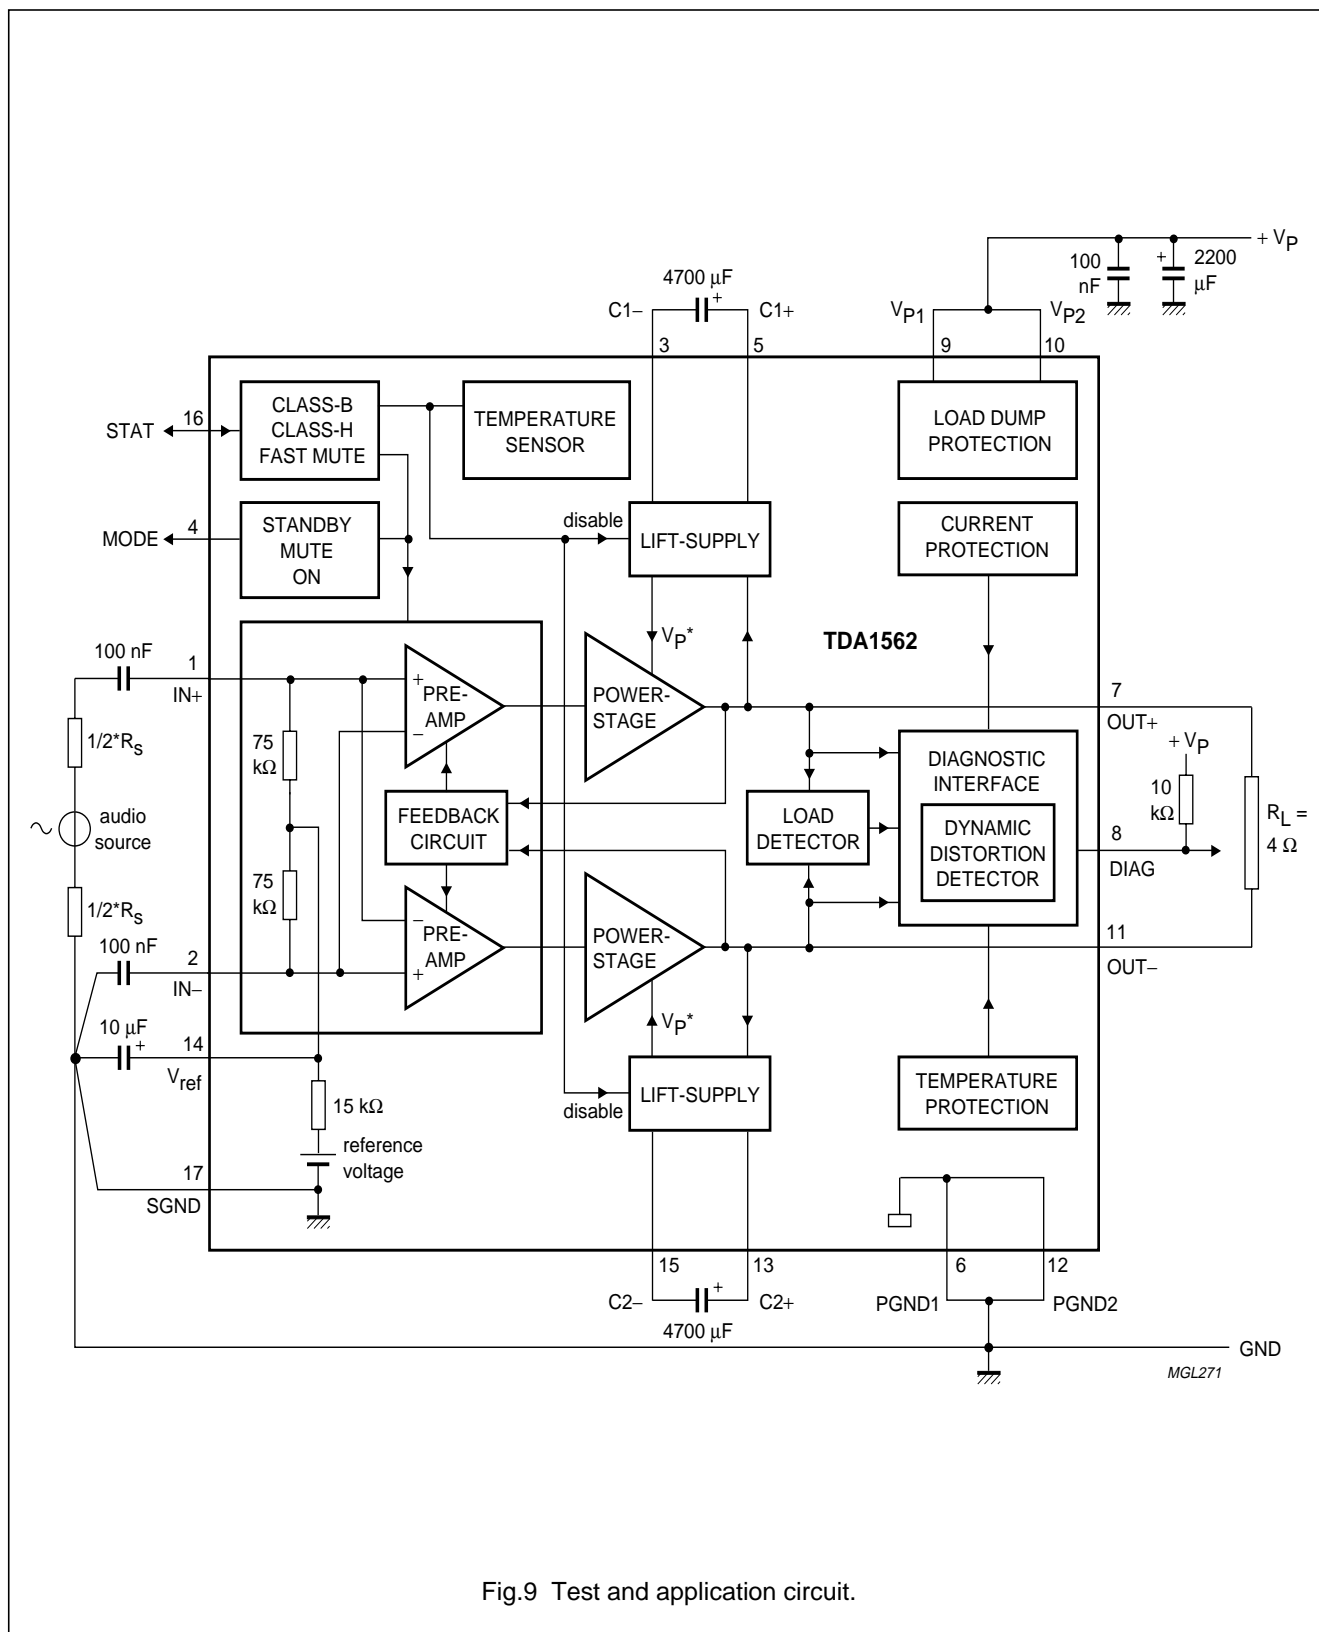 + VP
100 nF
+
2200 μF
4700 μF
+
C1−
C1+
VP1
VP2
3
5
9
10
CLASS-B
CLASS-H
FAST MUTE
TEMPERATURE
SENSOR
LOAD DUMP
PROTECTION
STAT
16
MODE
4
STANDBY
MUTE
ON
disable
LIFT-SUPPLY
CURRENT
PROTECTION
VP*
TDA1562
100 nF
1
IN+
+
−
PRE-
AMP
POWER-
STAGE
7
OUT+
1/2*RS
75
kΩ
+ VP
10
kΩ
DIAGNOSTIC
INTERFACE
audio
source
FEEDBACK
CIRCUIT
LOAD
DETECTOR
DYNAMIC
DISTORTION
DETECTOR
8
DIAG
RL =
4 Ω
1/2*RS
75
kΩ
100 nF
2
IN−
−
+
PRE-
AMP
POWER-
STAGE
11
OUT−
VP*
10 μF
+
14
Vref
15 kΩ
disable
LIFT-SUPPLY
TEMPERATURE
PROTECTION
reference
voltage
17
SGND
15
13
6
12
C2−
+
C2+
4700 μF
PGND1
PGND2
GND
MGL271
Fig.9 Test and application circuit.